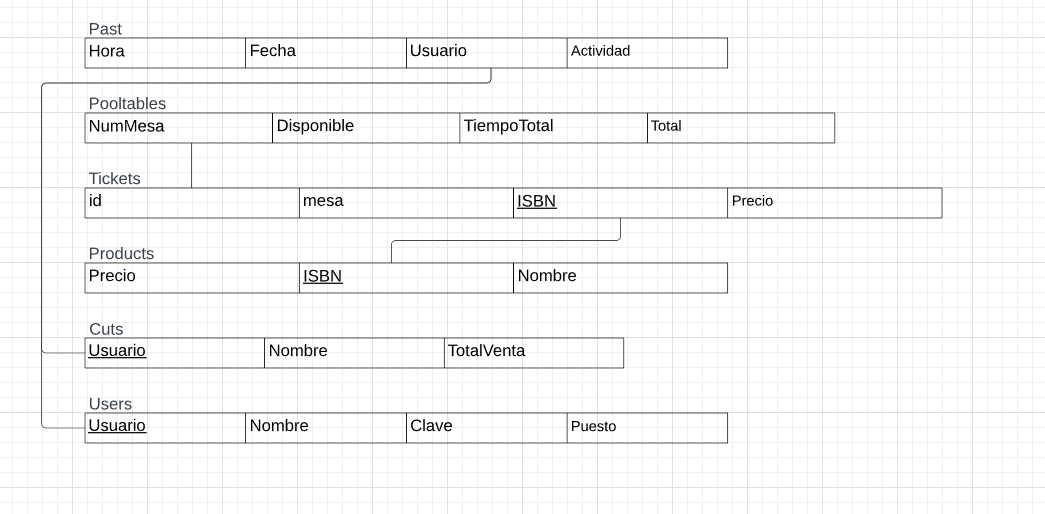 Past
Hora Fecha Usuario Actividad
Pooltables
NumMesa Disponible TiempoTotal Total
Tickets
id mesa ISBN Precio
Products
Precio ISBN Nombre
Cuts
Usuario Nombre TotalVenta
Users
Usuario Nombre Clave Puesto